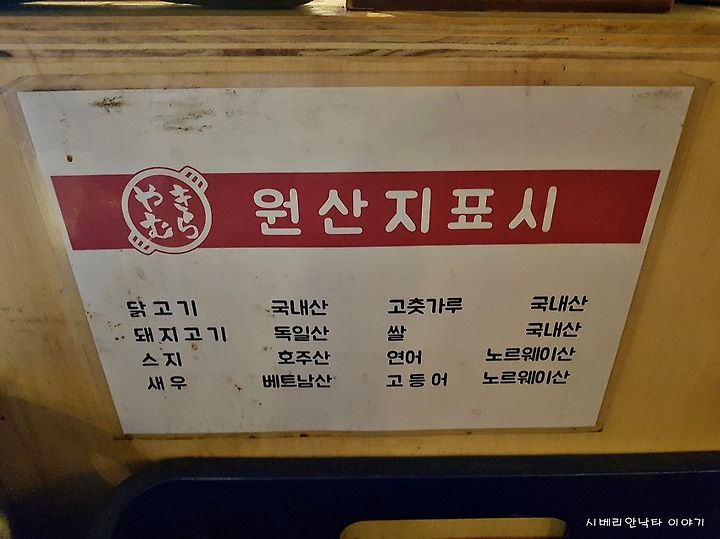 やき
むら
원산지표시
닭고기 국내산 고춧가루 국내산
돼지고기 독일산 쌀 국내산
스지 호주산 연어 노르웨이산
새우 베트남산 고등어 노르웨이산
시베리안낙타 이야기